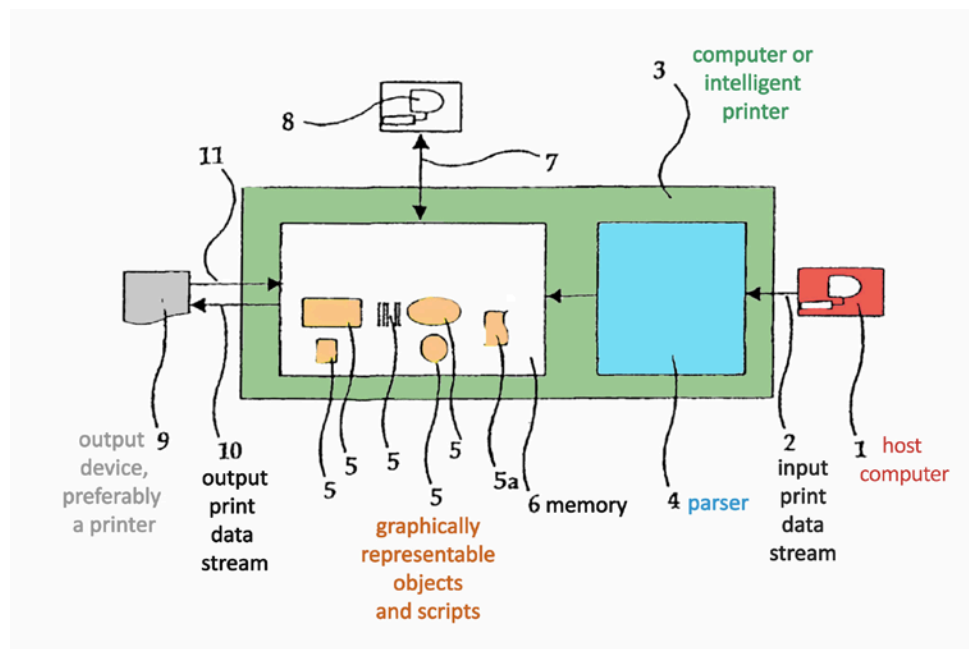 computer or
intelligent
printer
3
8
7
11
output 9
device,
preferably
a printer
10
output
print
data
stream
5
5
5
5
5
graphically
representable
objects
and scripts
5a
6 memory
4 parser
2
input
print
data
stream
1 host
computer